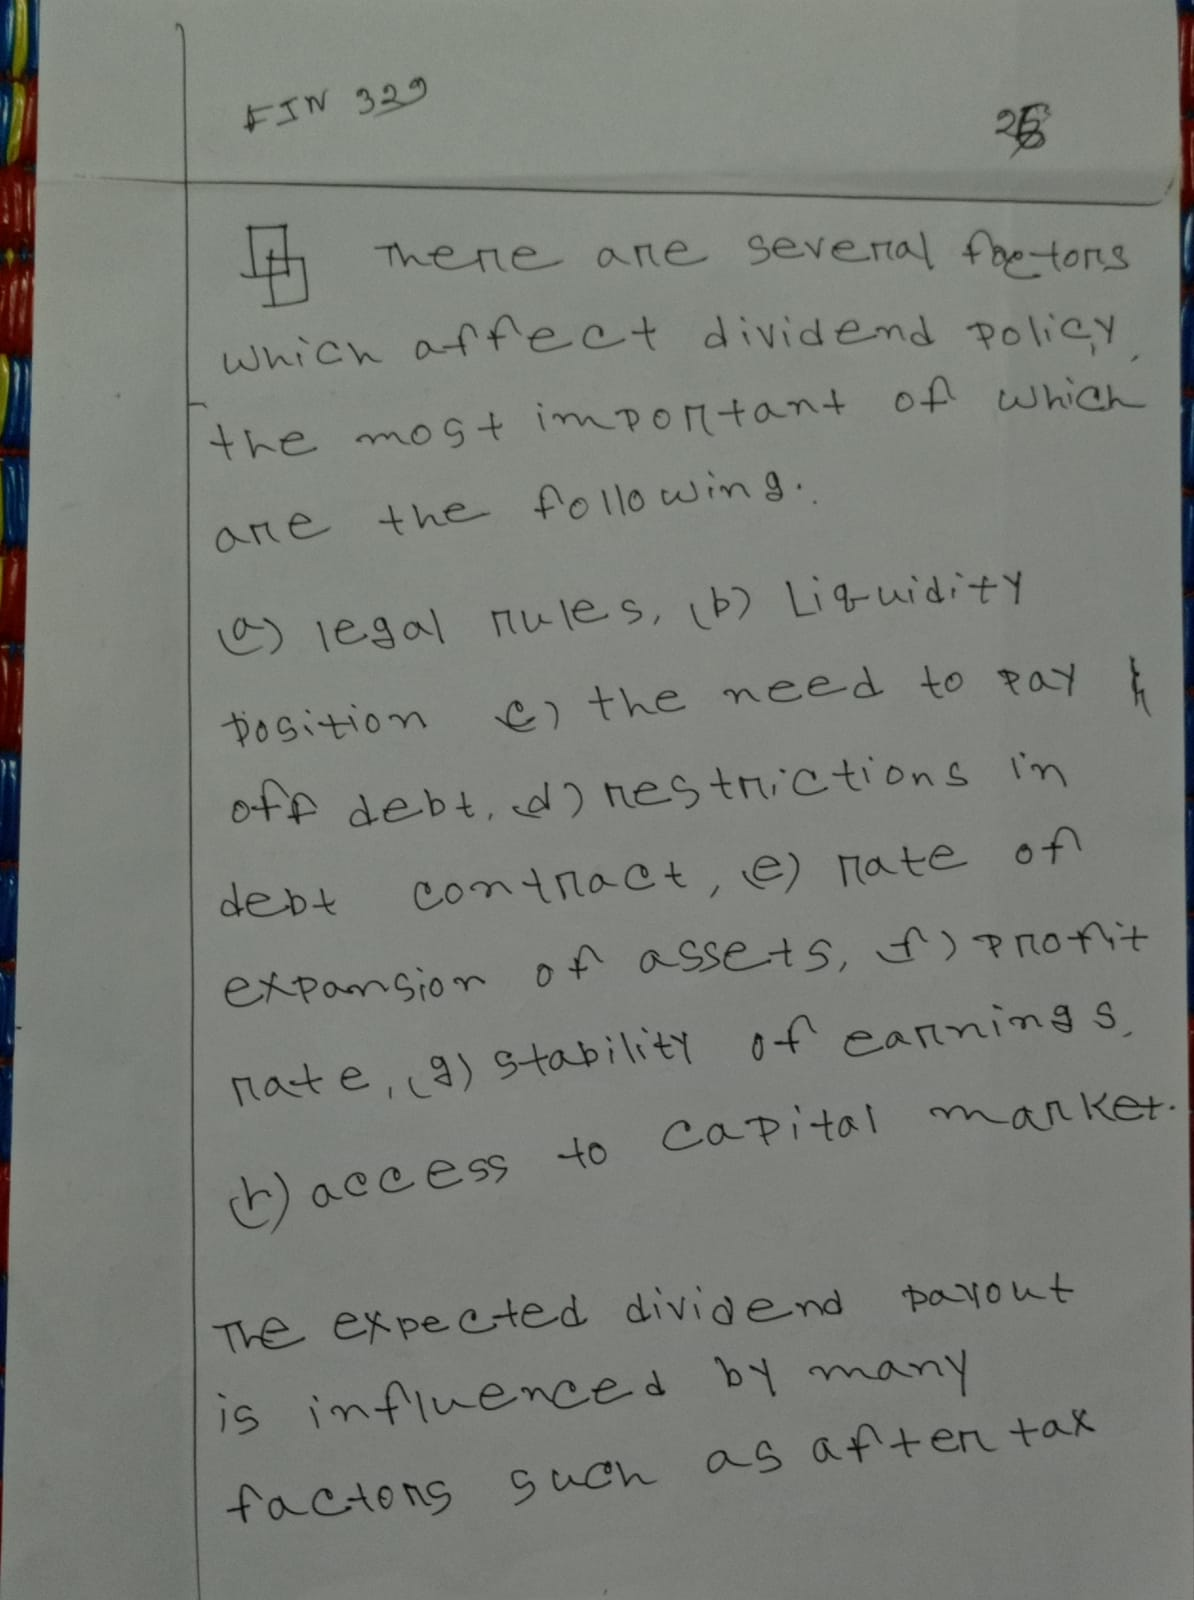 FIN 329
There are several factors
which affect dividend policy,
the most important of which
are the following.
(a) legal rules, (b) Liquidity
position c) the need to pay
off debt, d) restrictions in
debt contract, (e) rate of
expansion of assets, f) profit
rate, (g) stability of earnings,
(h) access to capital market.
The expected dividend payout
is influenced by many
factors such as after tax